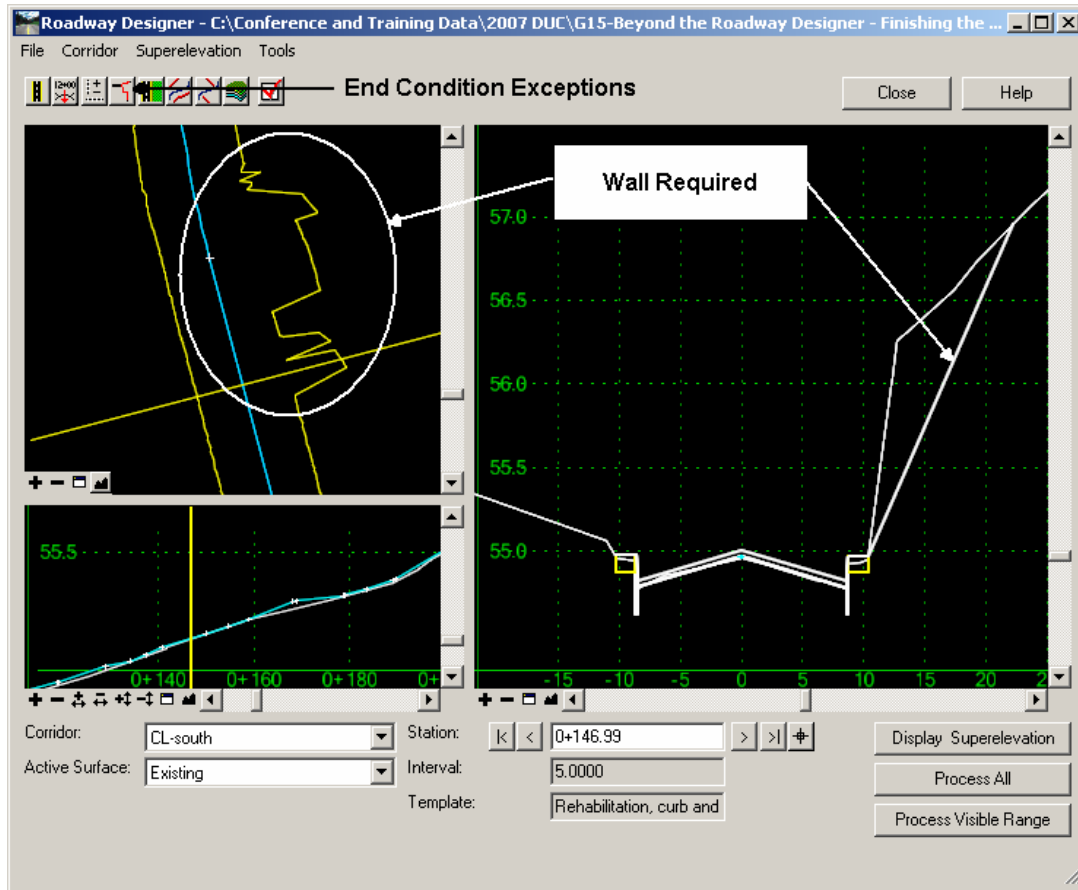 Roadway Designer - C:\Conference and Training Data\2007 DUC\G15-Beyond the Roadway Designer - Finishing the ...
File Corridor Superelevation Tools
12+00
End Condition Exceptions
Close Help
Wall Required
57.0
56.5
56.0
55.5
55.0
-15 -10 -5 0 5 10 15 20 2
55.5
0+140 0+160 0+180 0+
Corridor: CL-south
Active Surface: Existing
Station: 0+146.99
Interval: 5.0000
Template: Rehabilitation, curb and
Display Superelevation
Process All
Process Visible Range